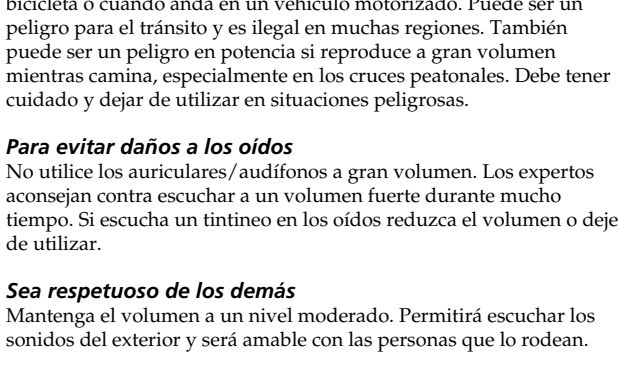 bicicleta o cuando anda en un vehículo motorizado. Puede ser un
peligro para el tránsito y es ilegal en muchas regiones. También
puede ser un peligro en potencia si reproduce a gran volumen
mientras camina, especialmente en los cruces peatonales. Debe tener
cuidado y dejar de utilizar en situaciones peligrosas.
Para evitar daños a los oídos
No utilice los auriculares/audífonos a gran volumen. Los expertos
aconsejan contra escuchar a un volumen fuerte durante mucho
tiempo. Si escucha un tintineo en los oídos reduzca el volumen o deje
de utilizar.
Sea respetuoso de los demás
Mantenga el volumen a un nivel moderado. Permitirá escuchar los
sonidos del exterior y será amable con las personas que lo rodean.